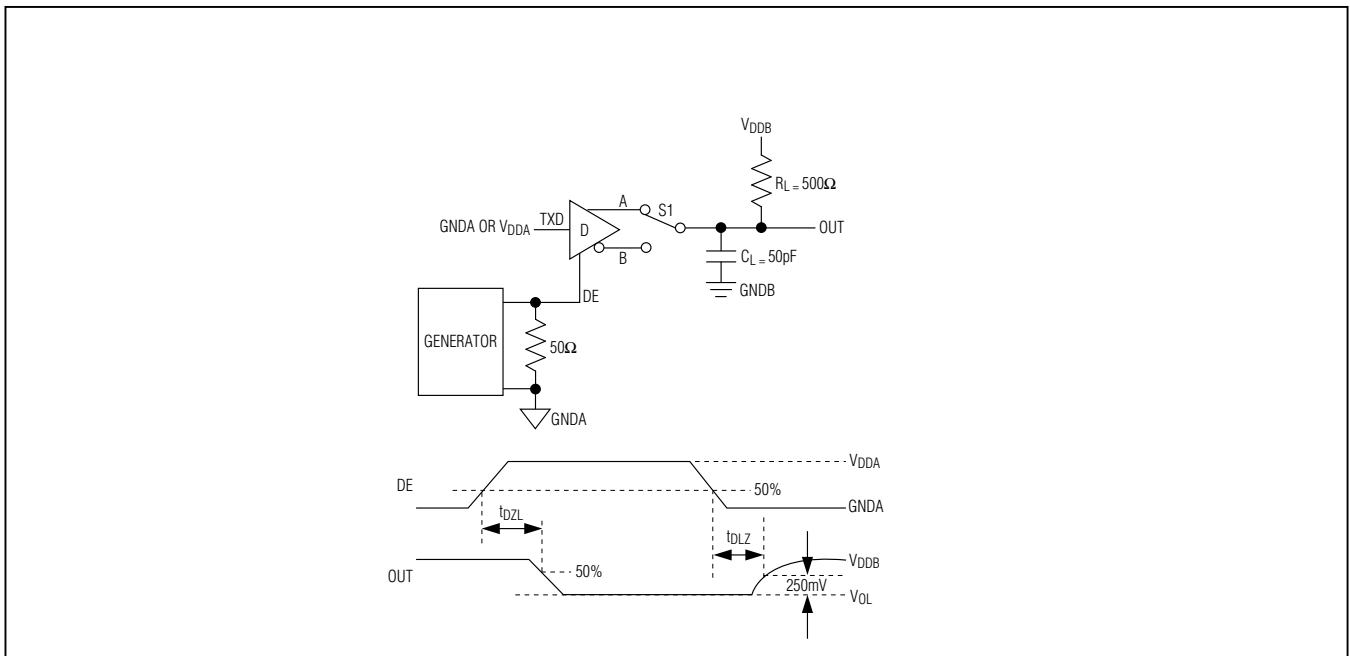 VDDB
RL = 500Ω
A
S1
GNDA OR VDDA
TXD
D
OUT
B
CL = 50pF
GNDB
DE
GENERATOR
50Ω
GNDA
VDDA
DE
50%
GNDA
tDZL
tDLZ
VDDB
OUT
50%
250mV
VOL